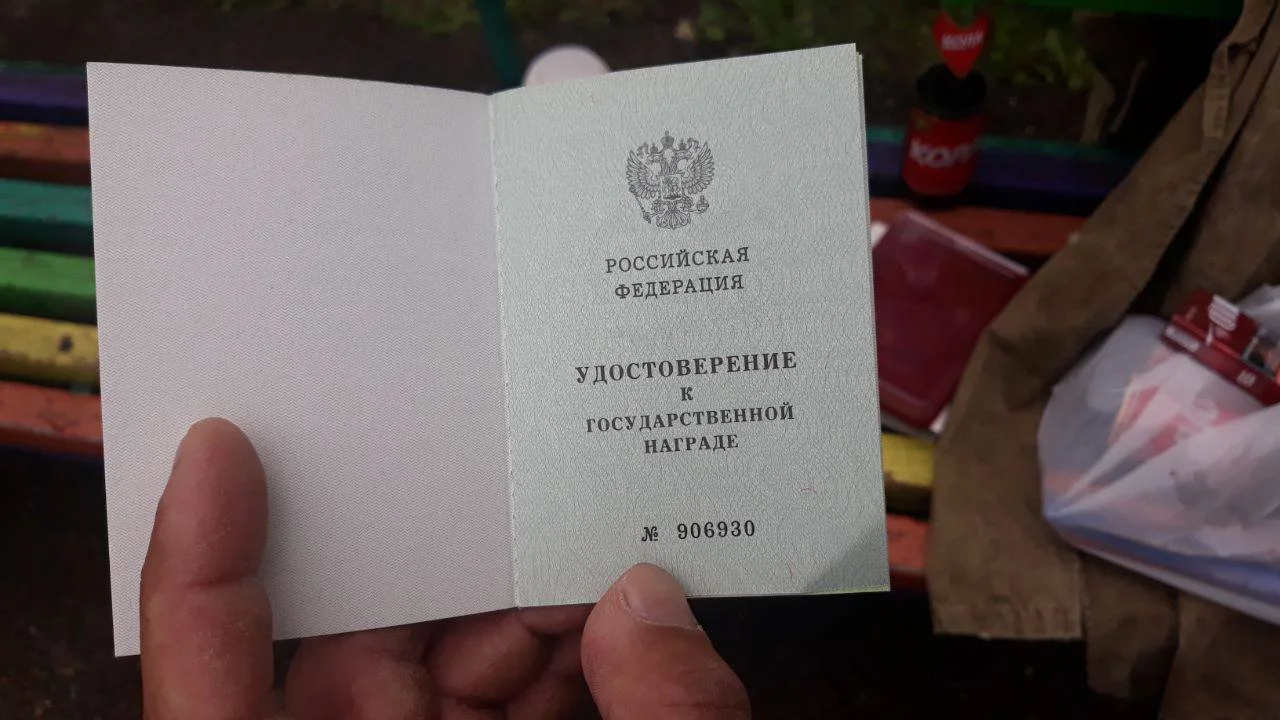 РОССИЙСКАЯ
ФЕДЕРАЦИЯ
УДОСТОВЕРЕНИЕ
К
ГОСУДАРСТВЕННОЙ
НАГРАДЕ
№ 906930